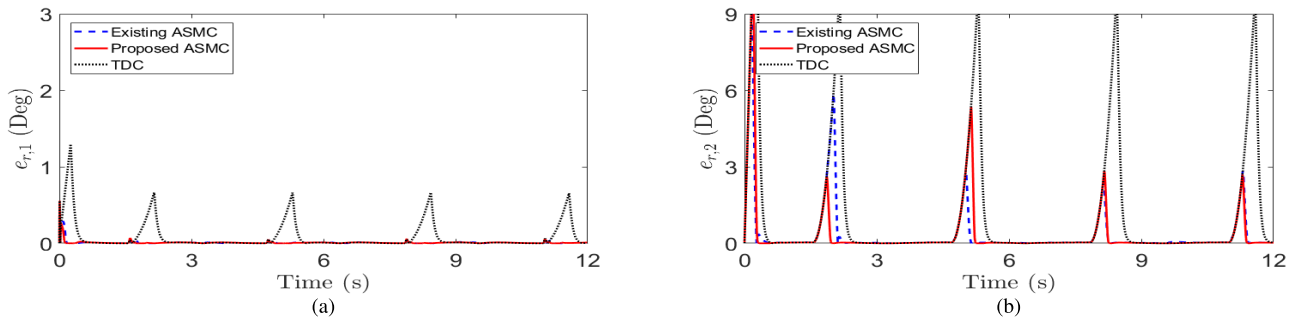 3
2
1
0
e_{r,1} (Deg)
Existing ASMC
Proposed ASMC
TDC
0 3 6 9 12
Time (s)
(a)
9
6
3
0
e_{r,2} (Deg)
Existing ASMC
Proposed ASMC
TDC
0 3 6 9 12
Time (s)
(b)